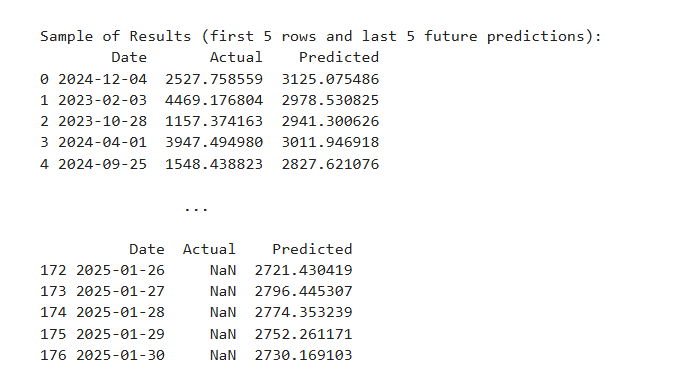 Sample of Results (first 5 rows and last 5 future predictions):
Date Actual Predicted
0 2024-12-04 2527.758559 3125.075486
1 2023-02-03 4469.176804 2978.530825
2 2023-10-28 1157.374163 2941.300626
3 2024-04-01 3947.494980 3011.946918
4 2024-09-25 1548.438823 2827.621076
...
Date Actual Predicted
172 2025-01-26 NaN 2721.430419
173 2025-01-27 NaN 2796.445307
174 2025-01-28 NaN 2774.353239
175 2025-01-29 NaN 2752.261171
176 2025-01-30 NaN 2730.169103